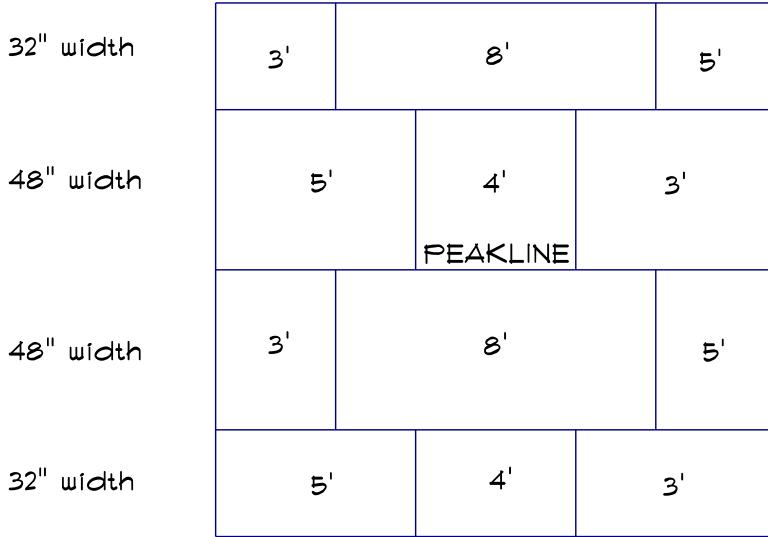 32" width 3' 8' 5'
48" width 5' 4' 3'
PEAKLINE
48" width 3' 8' 5'
32" width 5' 4' 3'